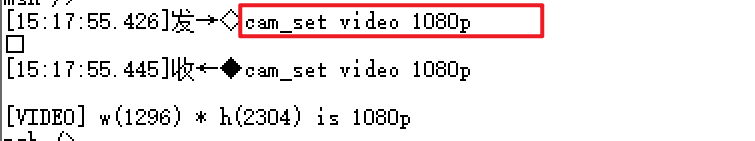 msh />
[15:17:55.426]发→◇cam_set video 1080p
□
[15:17:55.445]收←◆cam_set video 1080p
[VIDEO] w(1296) * h(2304) is 1080p
msh />